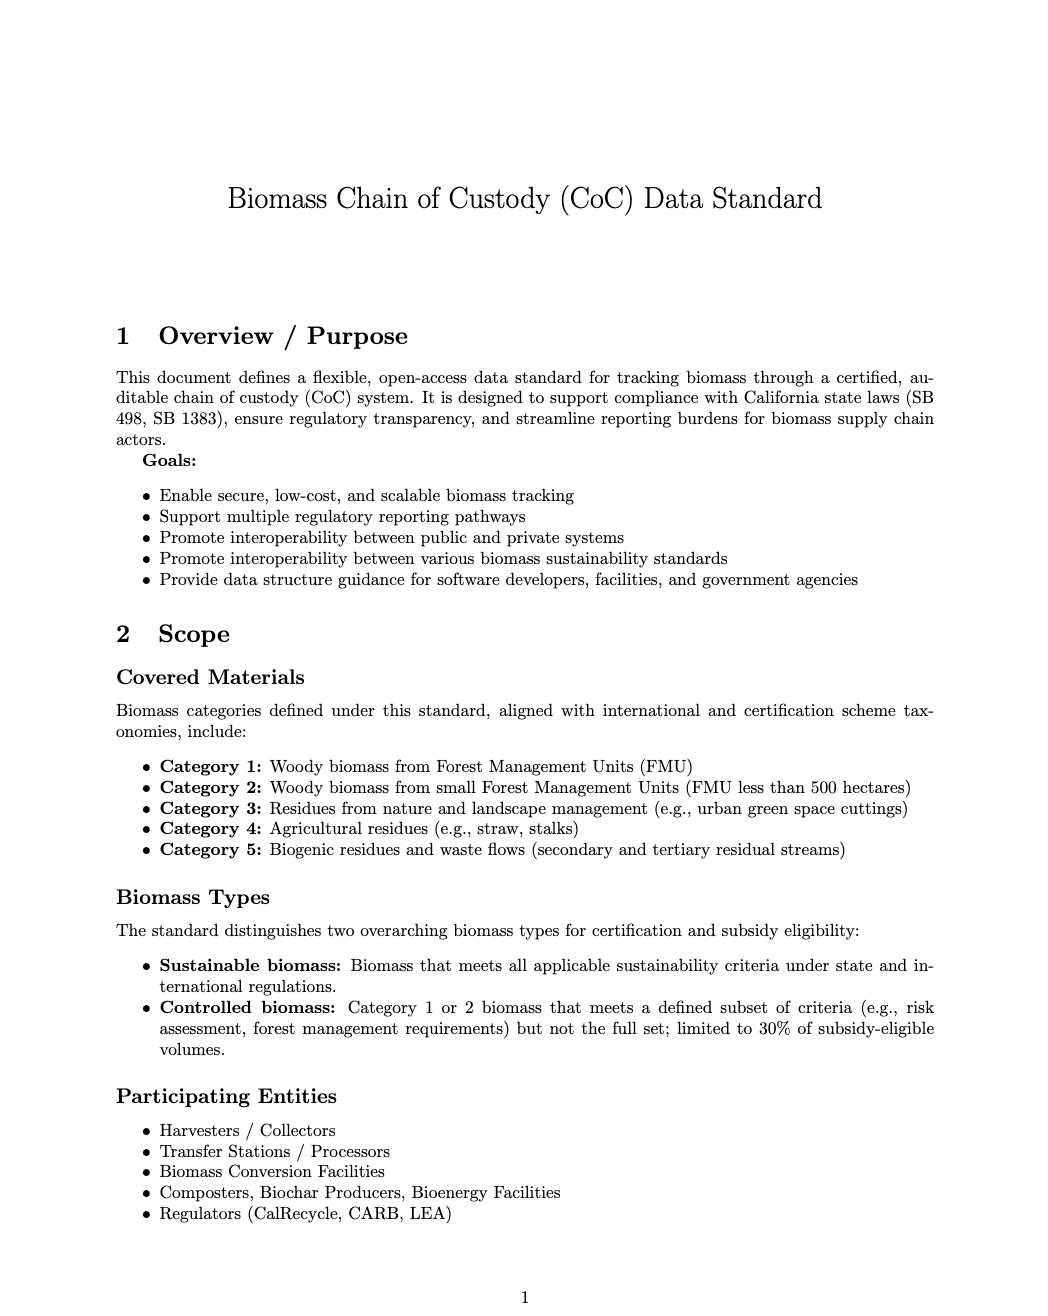 Biomass Chain of Custody (CoC) Data Standard
1 Overview / Purpose
This document defines a flexible, open-access data standard for tracking biomass through a certified, au-
ditable chain of custody (CoC) system. It is designed to support compliance with California state laws (SB
498, SB 1383), ensure regulatory transparency, and streamline reporting burdens for biomass supply chain
actors.
Goals:
• Enable secure, low-cost, and scalable biomass tracking
• Support multiple regulatory reporting pathways
• Promote interoperability between public and private systems
• Promote interoperability between various biomass sustainability standards
• Provide data structure guidance for software developers, facilities, and government agencies
2 Scope
Covered Materials
Biomass categories defined under this standard, aligned with international and certification scheme tax-
onomies, include:
• Category 1: Woody biomass from Forest Management Units (FMU)
• Category 2: Woody biomass from small Forest Management Units (FMU less than 500 hectares)
• Category 3: Residues from nature and landscape management (e.g., urban green space cuttings)
• Category 4: Agricultural residues (e.g., straw, stalks)
• Category 5: Biogenic residues and waste flows (secondary and tertiary residual streams)
Biomass Types
The standard distinguishes two overarching biomass types for certification and subsidy eligibility:
• Sustainable biomass: Biomass that meets all applicable sustainability criteria under state and in-
ternational regulations.
• Controlled biomass: Category 1 or 2 biomass that meets a defined subset of criteria (e.g., risk
assessment, forest management requirements) but not the full set; limited to 30% of subsidy-eligible
volumes.
Participating Entities
• Harvesters / Collectors
• Transfer Stations / Processors
• Biomass Conversion Facilities
• Composters, Biochar Producers, Bioenergy Facilities
• Regulators (CalRecycle, CARB, LEA)
1